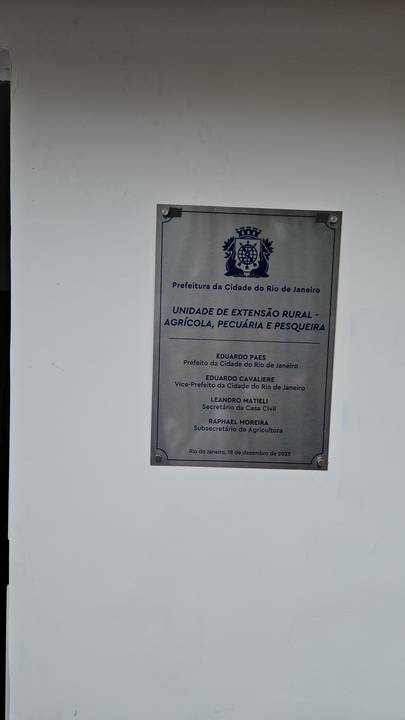 Prefeitura da Cidade do Rio de Janeiro
UNIDADE DE EXTENSÃO RURAL -
AGRÍCOLA, PECUÁRIA E PESQUEIRA
EDUARDO PAES
Prefeito da Cidade do Rio de Janeiro
EDUARDO CAVALIERE
Vice-Prefeito da Cidade do Rio de Janeiro
LEANDRO MATIELI
Secretário da Casa Civil
RAPHAEL MOREIRA
Subsecretário de Agricultura
Rio de Janeiro, de dezembro de